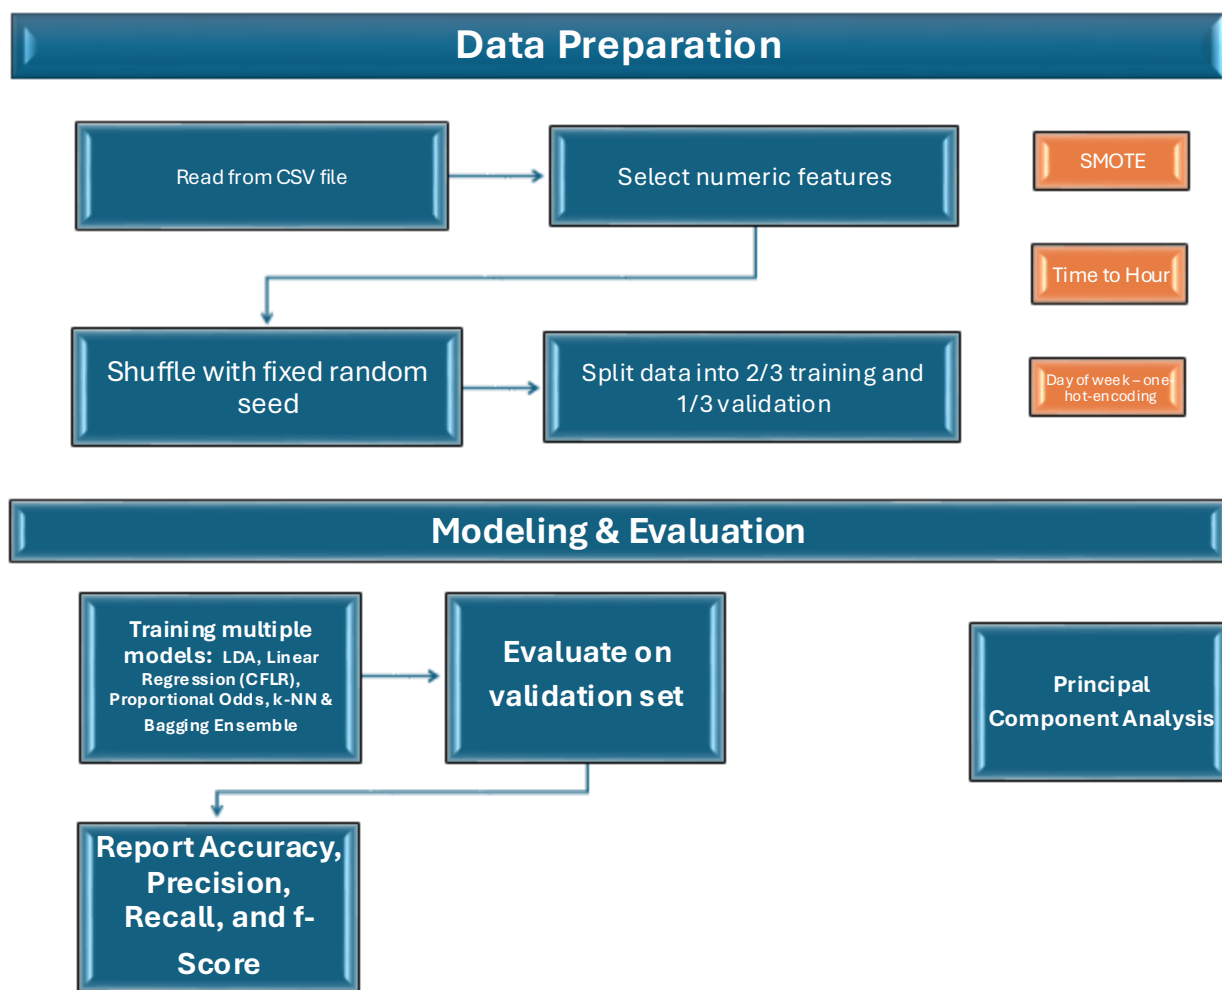 Data Preparation
Read from CSV file
Select numeric features
SMOTE
Time to Hour
Shuffle with fixed random
seed
Split data into 2/3 training and
1/3 validation
Day of week – one-
hot-encoding
Modeling & Evaluation
Training multiple
models: LDA, Linear
Regression (CFLR),
Proportional Odds, k-NN &
Bagging Ensemble
Evaluate on
validation set
Principal
Component Analysis
Report Accuracy,
Precision,
Recall, and f-
Score